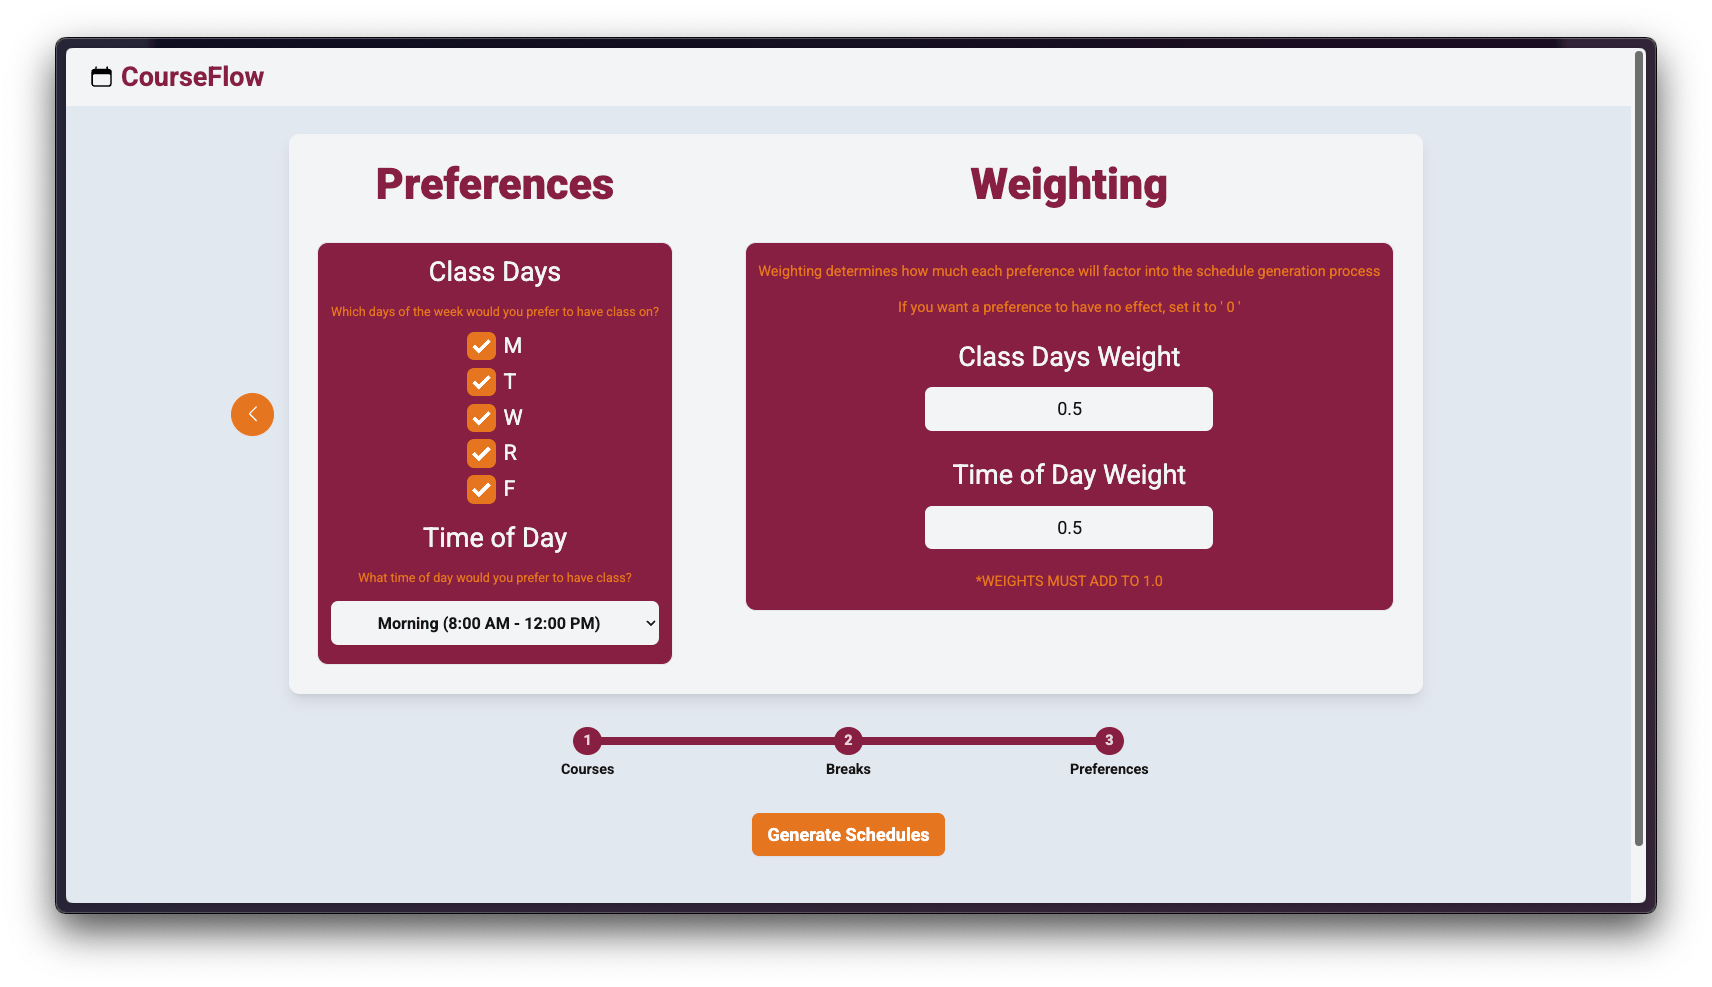 CourseFlow
Preferences
Class Days
Which days of the week would you prefer to have class on?
M
T
W
R
F
Time of Day
What time of day would you prefer to have class?
Morning (8:00 AM - 12:00 PM)
Weighting
Weighting determines how much each preference will factor into the schedule generation process
If you want a preference to have no effect, set it to ' 0 '
Class Days Weight
0.5
Time of Day Weight
0.5
*WEIGHTS MUST ADD TO 1.0
1
2
3
Courses
Breaks
Preferences
Generate Schedules